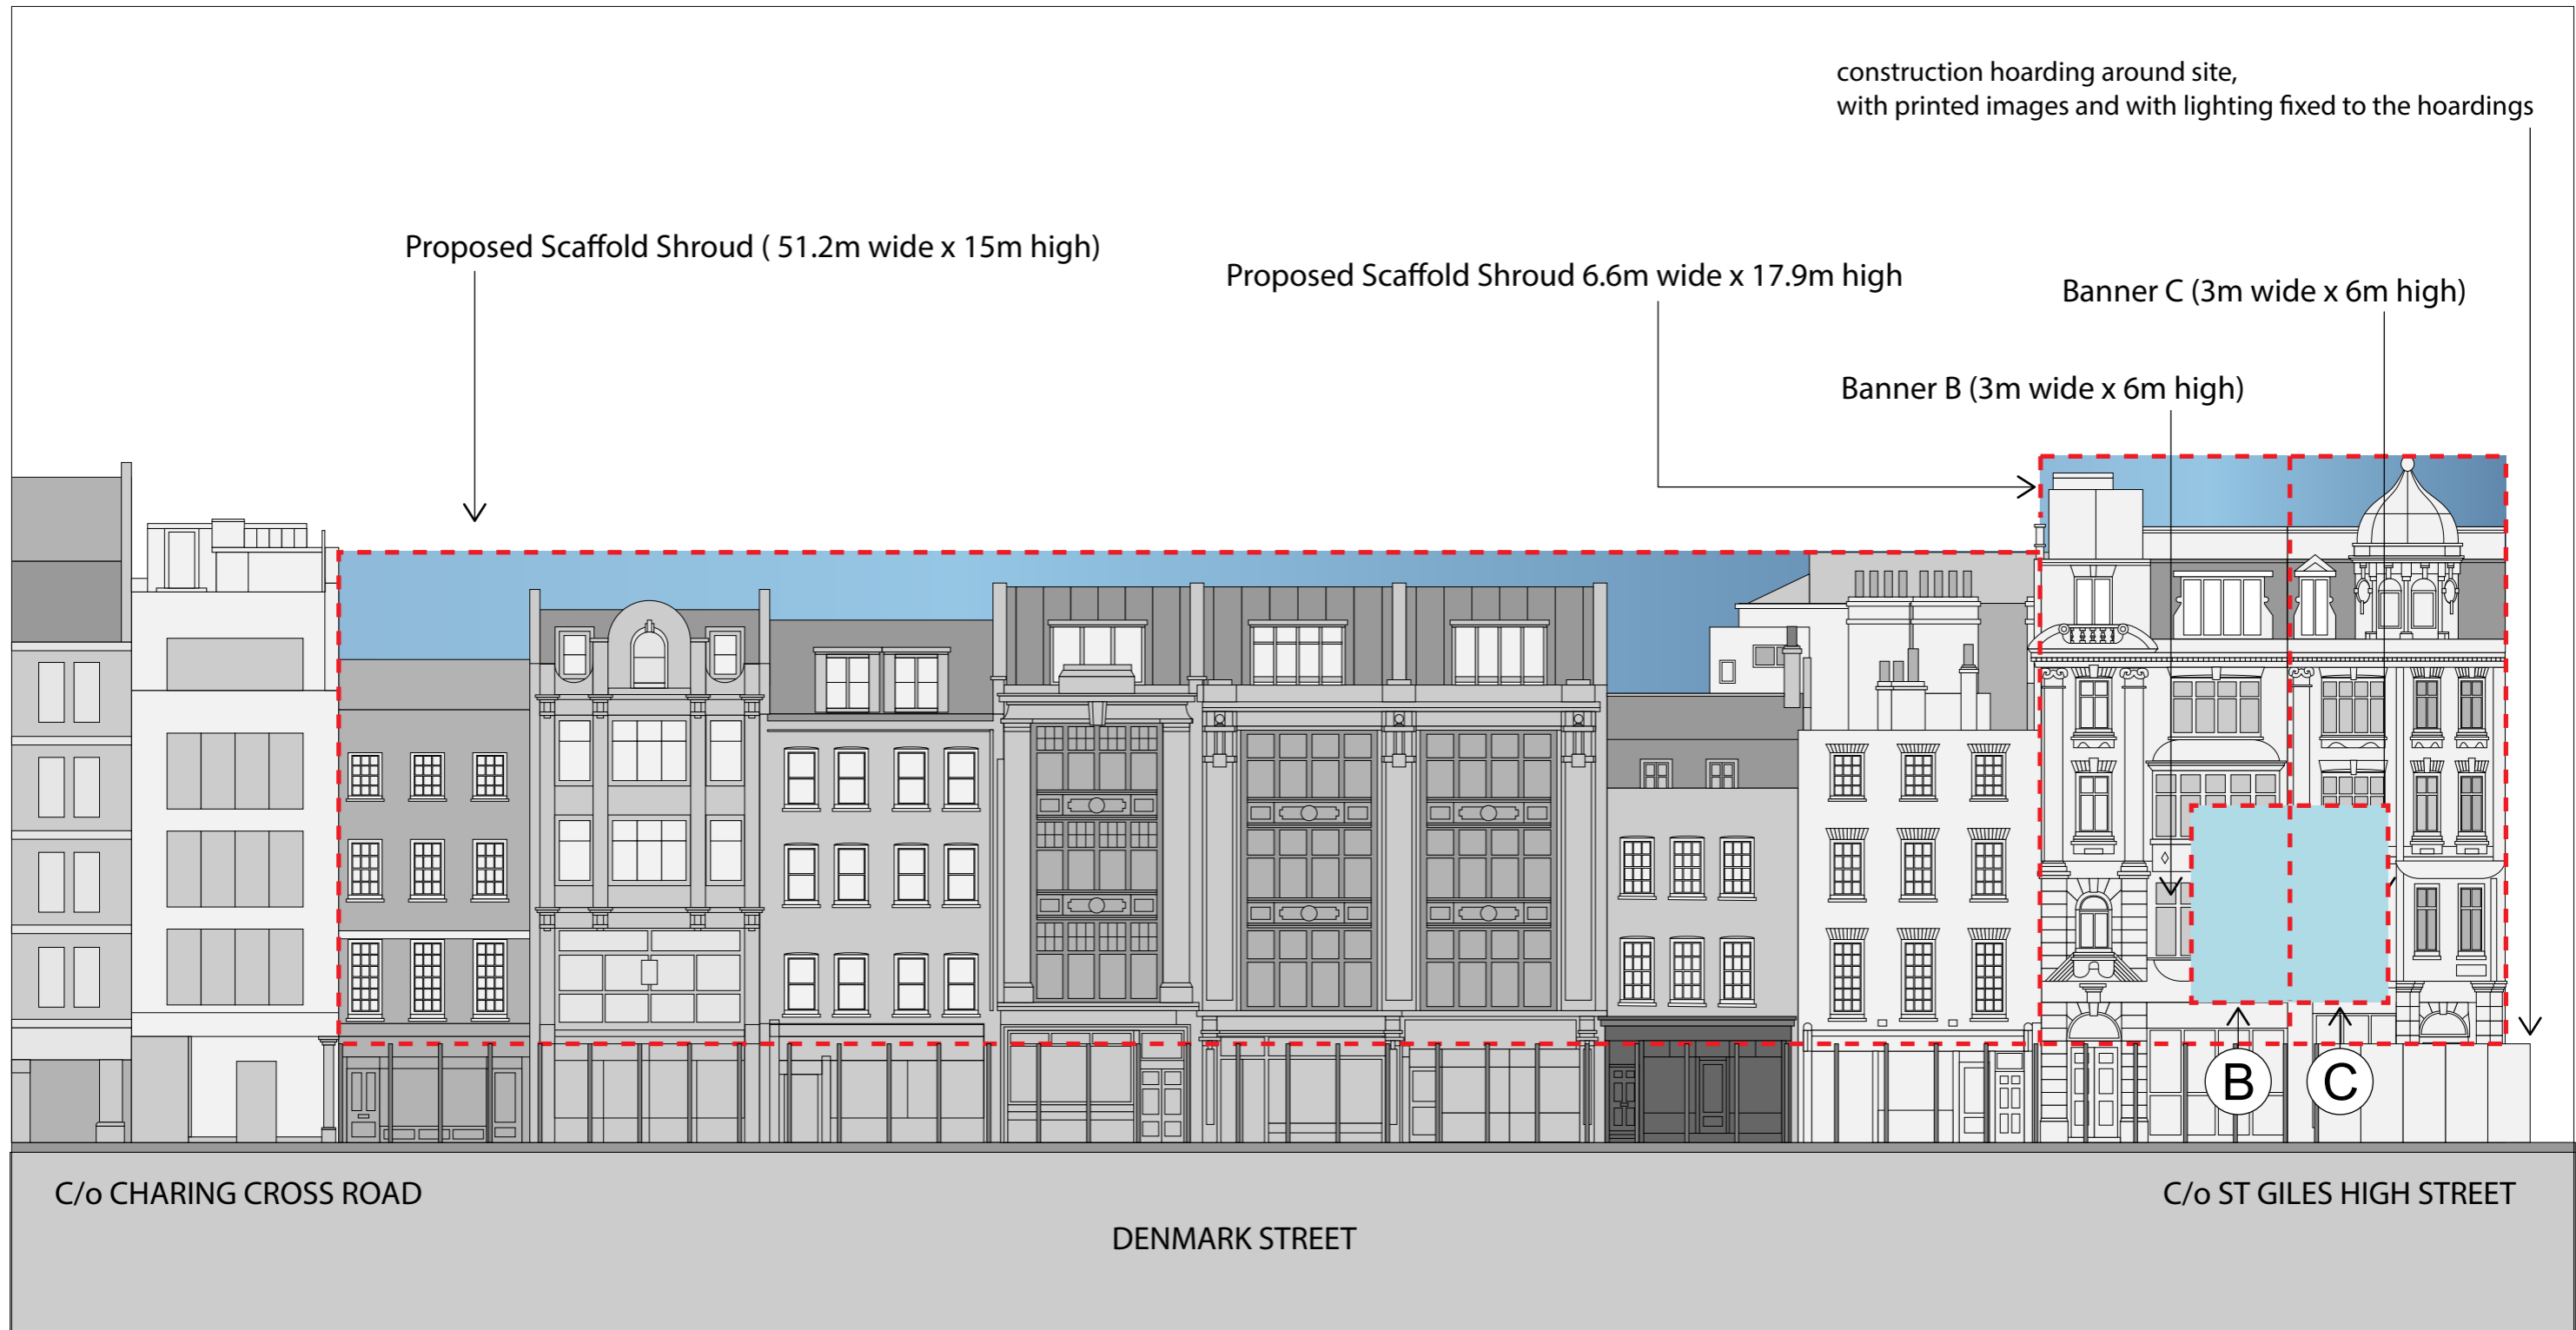 construction hoarding around site,
with printed images and with lighting fixed to the hoardings
Proposed Scaffold Shroud ( 51.2m wide x 15m high)
Proposed Scaffold Shroud 6.6m wide x 17.9m high
Banner C (3m wide x 6m high)
Banner B (3m wide x 6m high)
B
C
C/o CHARING CROSS ROAD
C/o ST GILES HIGH STREET
DENMARK STREET